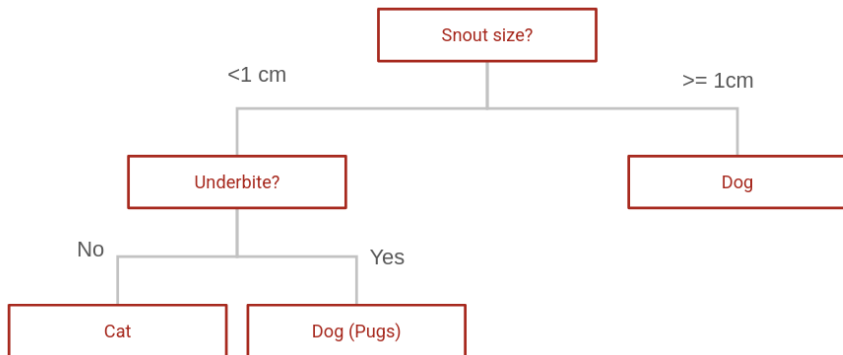 Snout size?
<1 cm
>= 1cm
Underbite?
Dog
No
Yes
Cat
Dog (Pugs)